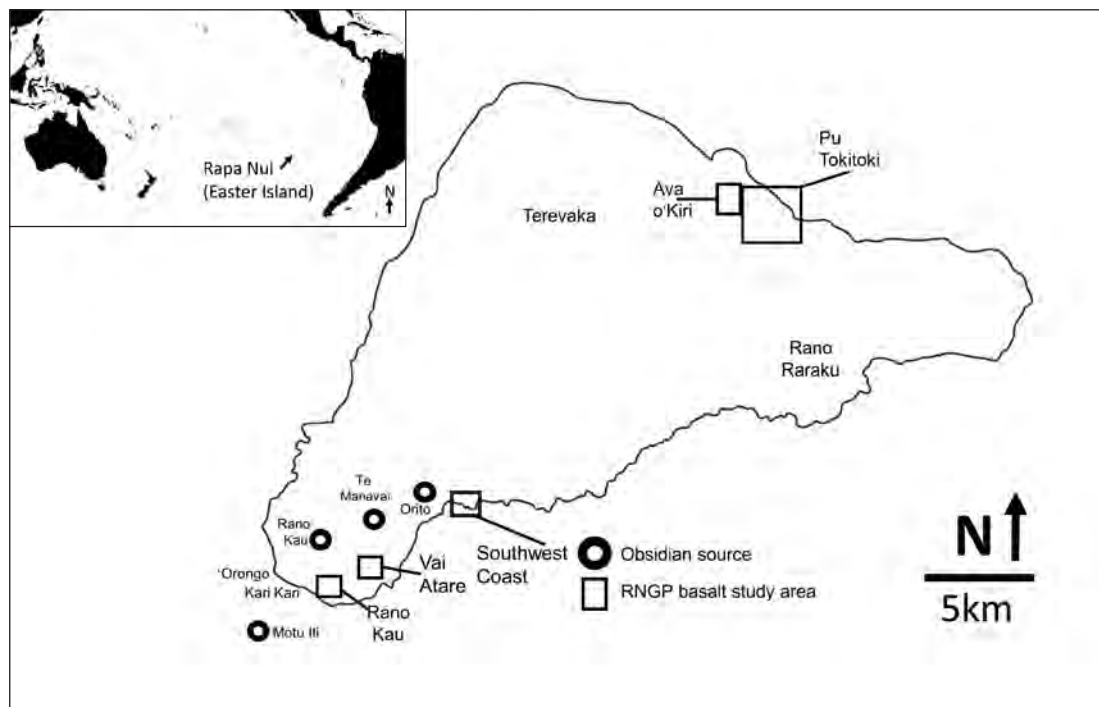 Rapa Nui
(Easter Island)
N
Pu
Tokitoki
Ava
o'Kiri
Terevaka
Rano
Raraku
Te
Manavai
Orito
Rano
Kau
Southwest
Coast
Vai
Atare
'Orongo
Kari Kari
Rano
Kau
Motu Iti
Obsidian source
RNGP basalt study area
N
5km